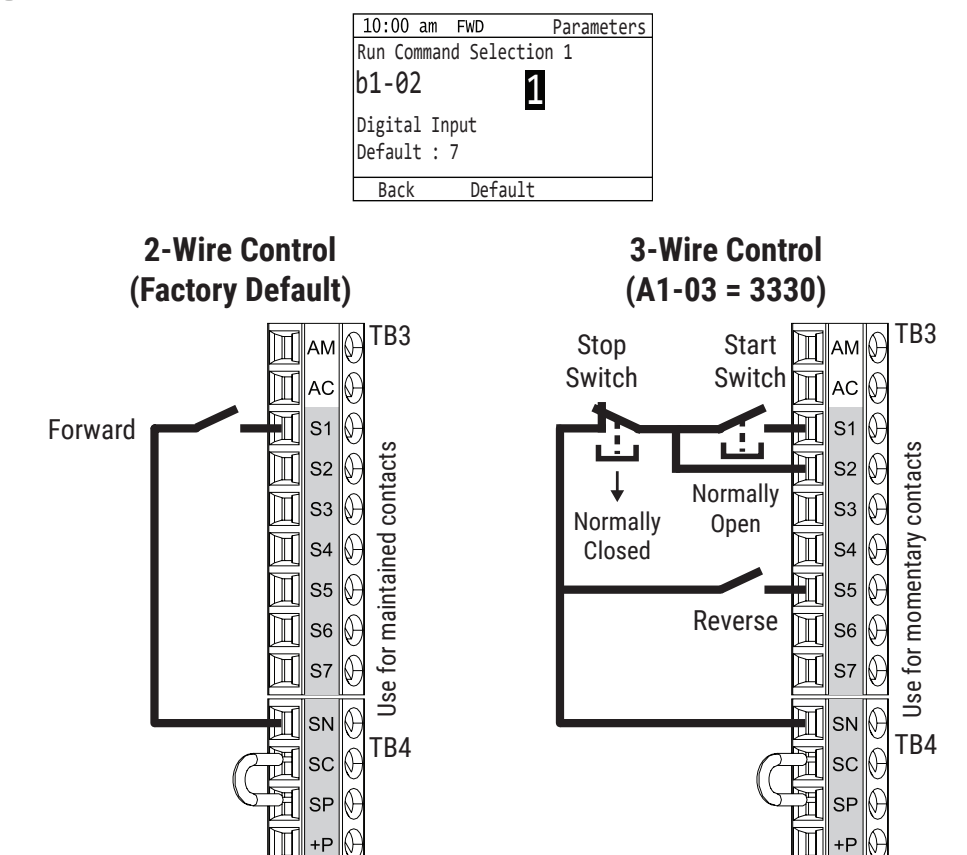 10:00 am FWD Parameters
Run Command Selection 1
b1-02 1
Digital Input
Default : 7
Back Default
2-Wire Control
(Factory Default)
TB3
AM
AC
Forward
S1
S2
S3
S4
S5
S6
S7
Use for maintained contacts
SN
TB4
SC
SP
+P
3-Wire Control
(A1-03 = 3330)
TB3
Stop
Switch
Start
Switch
AM
AC
S1
S2
Normally
Open
Normally
Closed
S3
S4
S5
Reverse
S6
S7
Use for momentary contacts
SN
TB4
SC
SP
+P